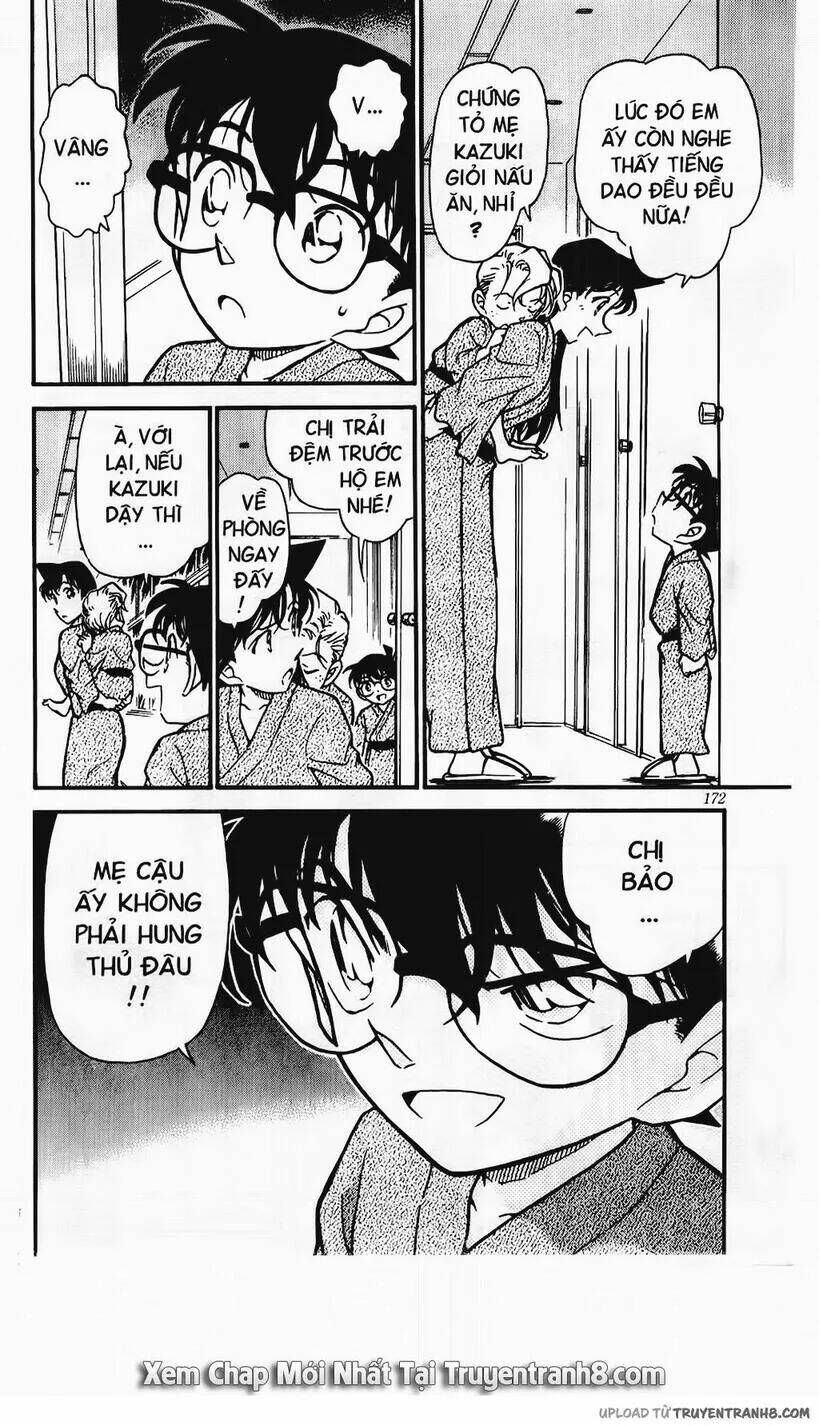 LÚC ĐÓ EM
ẤY CÒN NGHE
THẤY TIẾNG
DAO ĐỀU ĐỀU
NỮA!
CHỨNG
TỎ MẸ
KAZUKI
GIỎI NẤU
ĂN, NHỈ
?
V...
VÂNG
...
CHỊ TRẢI
ĐỆM TRƯỚC
HỘ EM
NHÉ!
VỀ
PHÒNG
NGAY
ĐẤY
!
À, VỚI
LẠI, NẾU
KAZUKI
DẬY THÌ
...
172
CHỊ
BẢO
...
MẸ CẬU
ẤY KHÔNG
PHẢI HUNG
THỦ ĐÂU
!!
Xem Chap Mới Nhất Tại Truyentranh8.com
UPLOAD TỪ TRUYENTRANH8.COM